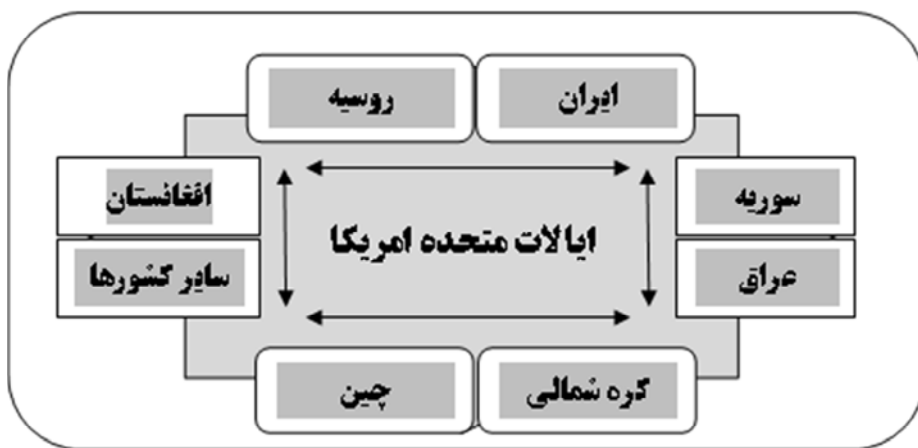 ایران
روسیه
سوریه
افغانستان
ایالات متحده امریکا
عراق
سایر کشورها
کره شمالی
چین